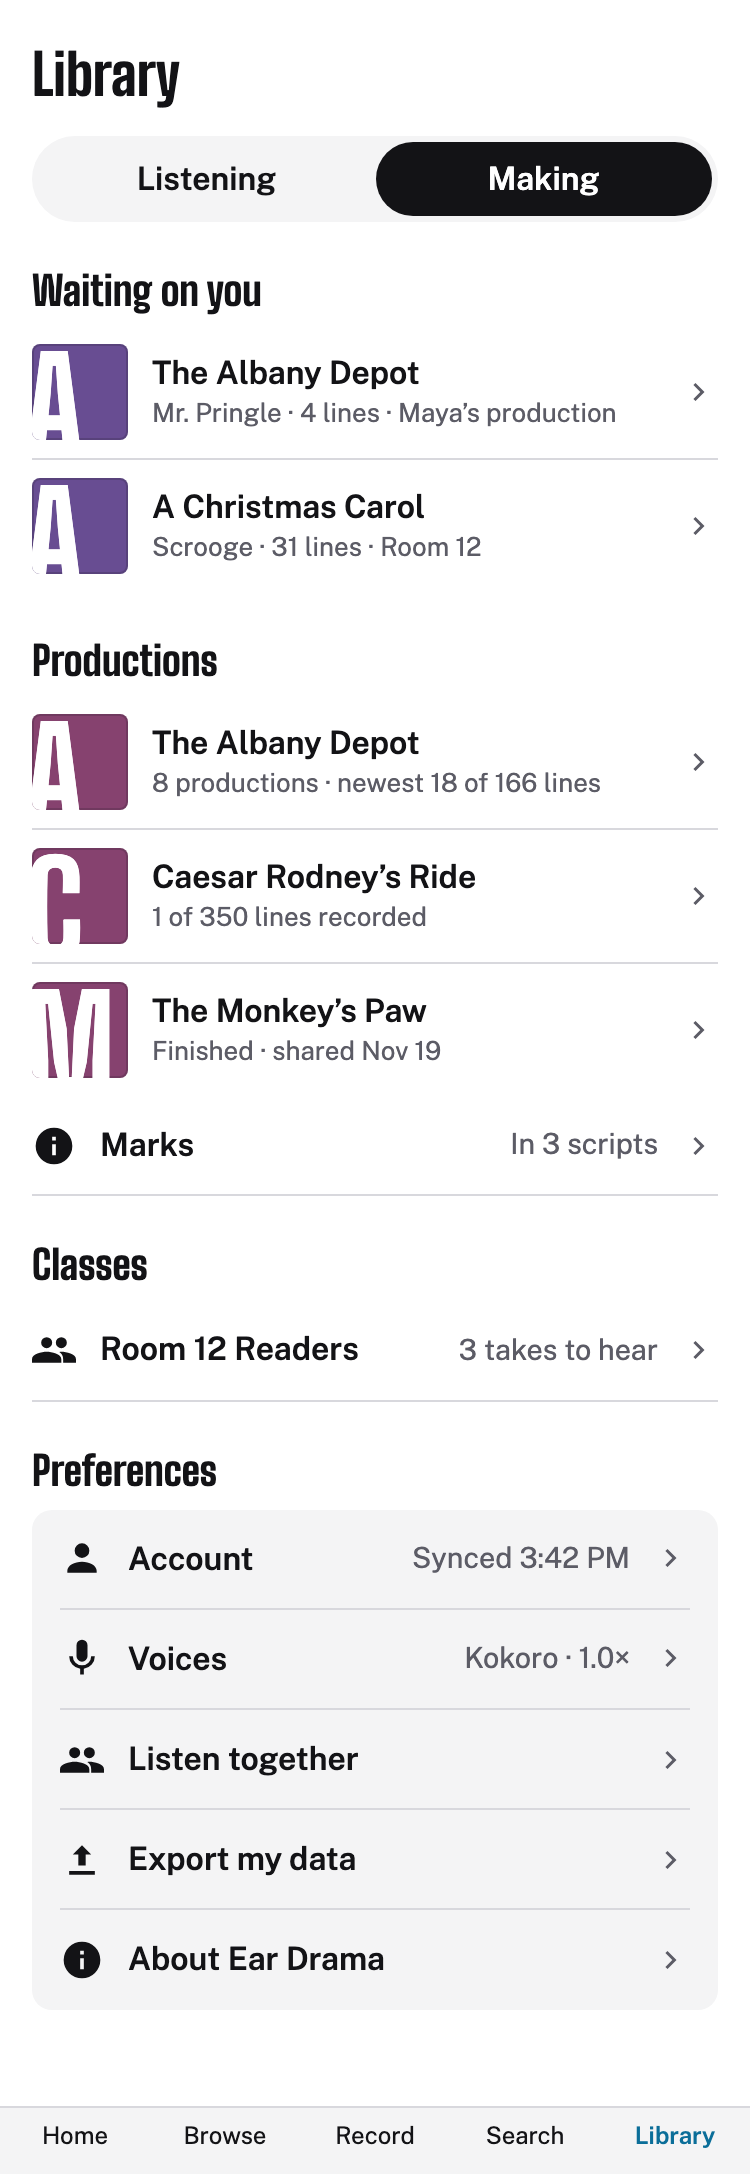 Library
Listening
Making
Waiting on you
A
The Albany Depot
Mr. Pringle · 4 lines · Maya’s production
A
A Christmas Carol
Scrooge · 31 lines · Room 12
Productions
A
The Albany Depot
8 productions · newest 18 of 166 lines
C
Caesar Rodney’s Ride
1 of 350 lines recorded
M
The Monkey’s Paw
Finished · shared Nov 19
Marks
In 3 scripts
Classes
Room 12 Readers
3 takes to hear
Preferences
Account
Synced 3:42 PM
Voices
Kokoro · 1.0×
Listen together
Export my data
About Ear Drama
Home
Browse
Record
Search
Library